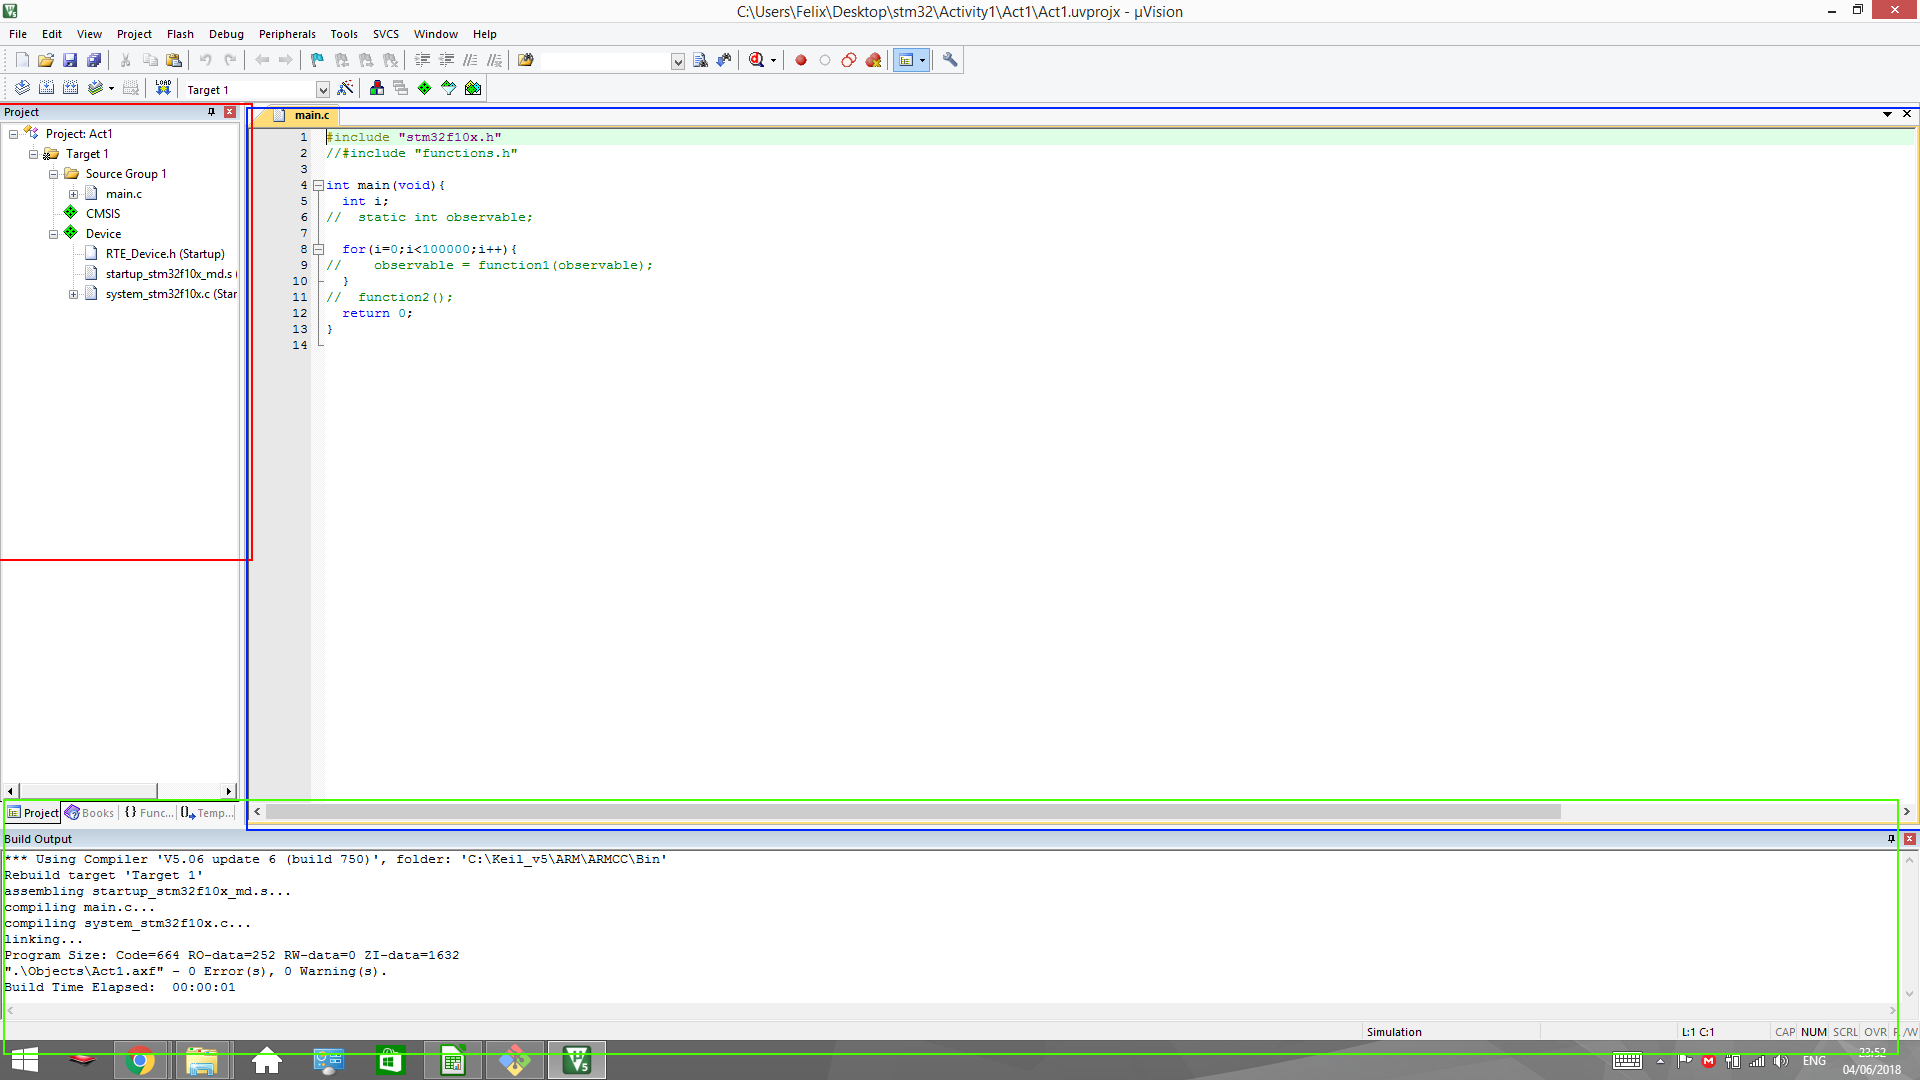 C:\Users\Felix\Desktop\stm32\Activity1\Act1\Act1.uvprojx - µVision
File Edit View Project Flash Debug Peripherals Tools SVCS Window Help
LOAD Target 1
Project
Project: Act1
Target 1
Source Group 1
main.c
CMSIS
Device
RTE_Device.h (Startup)
startup_stm32f10x_md.s (
system_stm32f10x.c (Star
Project Books Func... Temp...
main.c
1 #include "stm32f10x.h"
2 //#include "functions.h"
3
4 int main(void){
5   int i;
6 //  static int observable;
7
8   for(i=0;i<100000;i++){
9 //    observable = function1(observable);
10   }
11 //  function2();
12   return 0;
13 }
14
Build Output
*** Using Compiler 'V5.06 update 6 (build 750)', folder: 'C:\Keil_v5\ARM\ARMCC\Bin'
Rebuild target 'Target 1'
assembling startup_stm32f10x_md.s...
compiling main.c...
compiling system_stm32f10x.c...
linking...
Program Size: Code=664 RO-data=252 RW-data=0 ZI-data=1632
".\Objects\Act1.axf" - 0 Error(s), 0 Warning(s).
Build Time Elapsed:  00:00:01
Simulation L:1 C:1 CAP NUM SCRL OVR R/W
ENG 23:52
04/06/2018